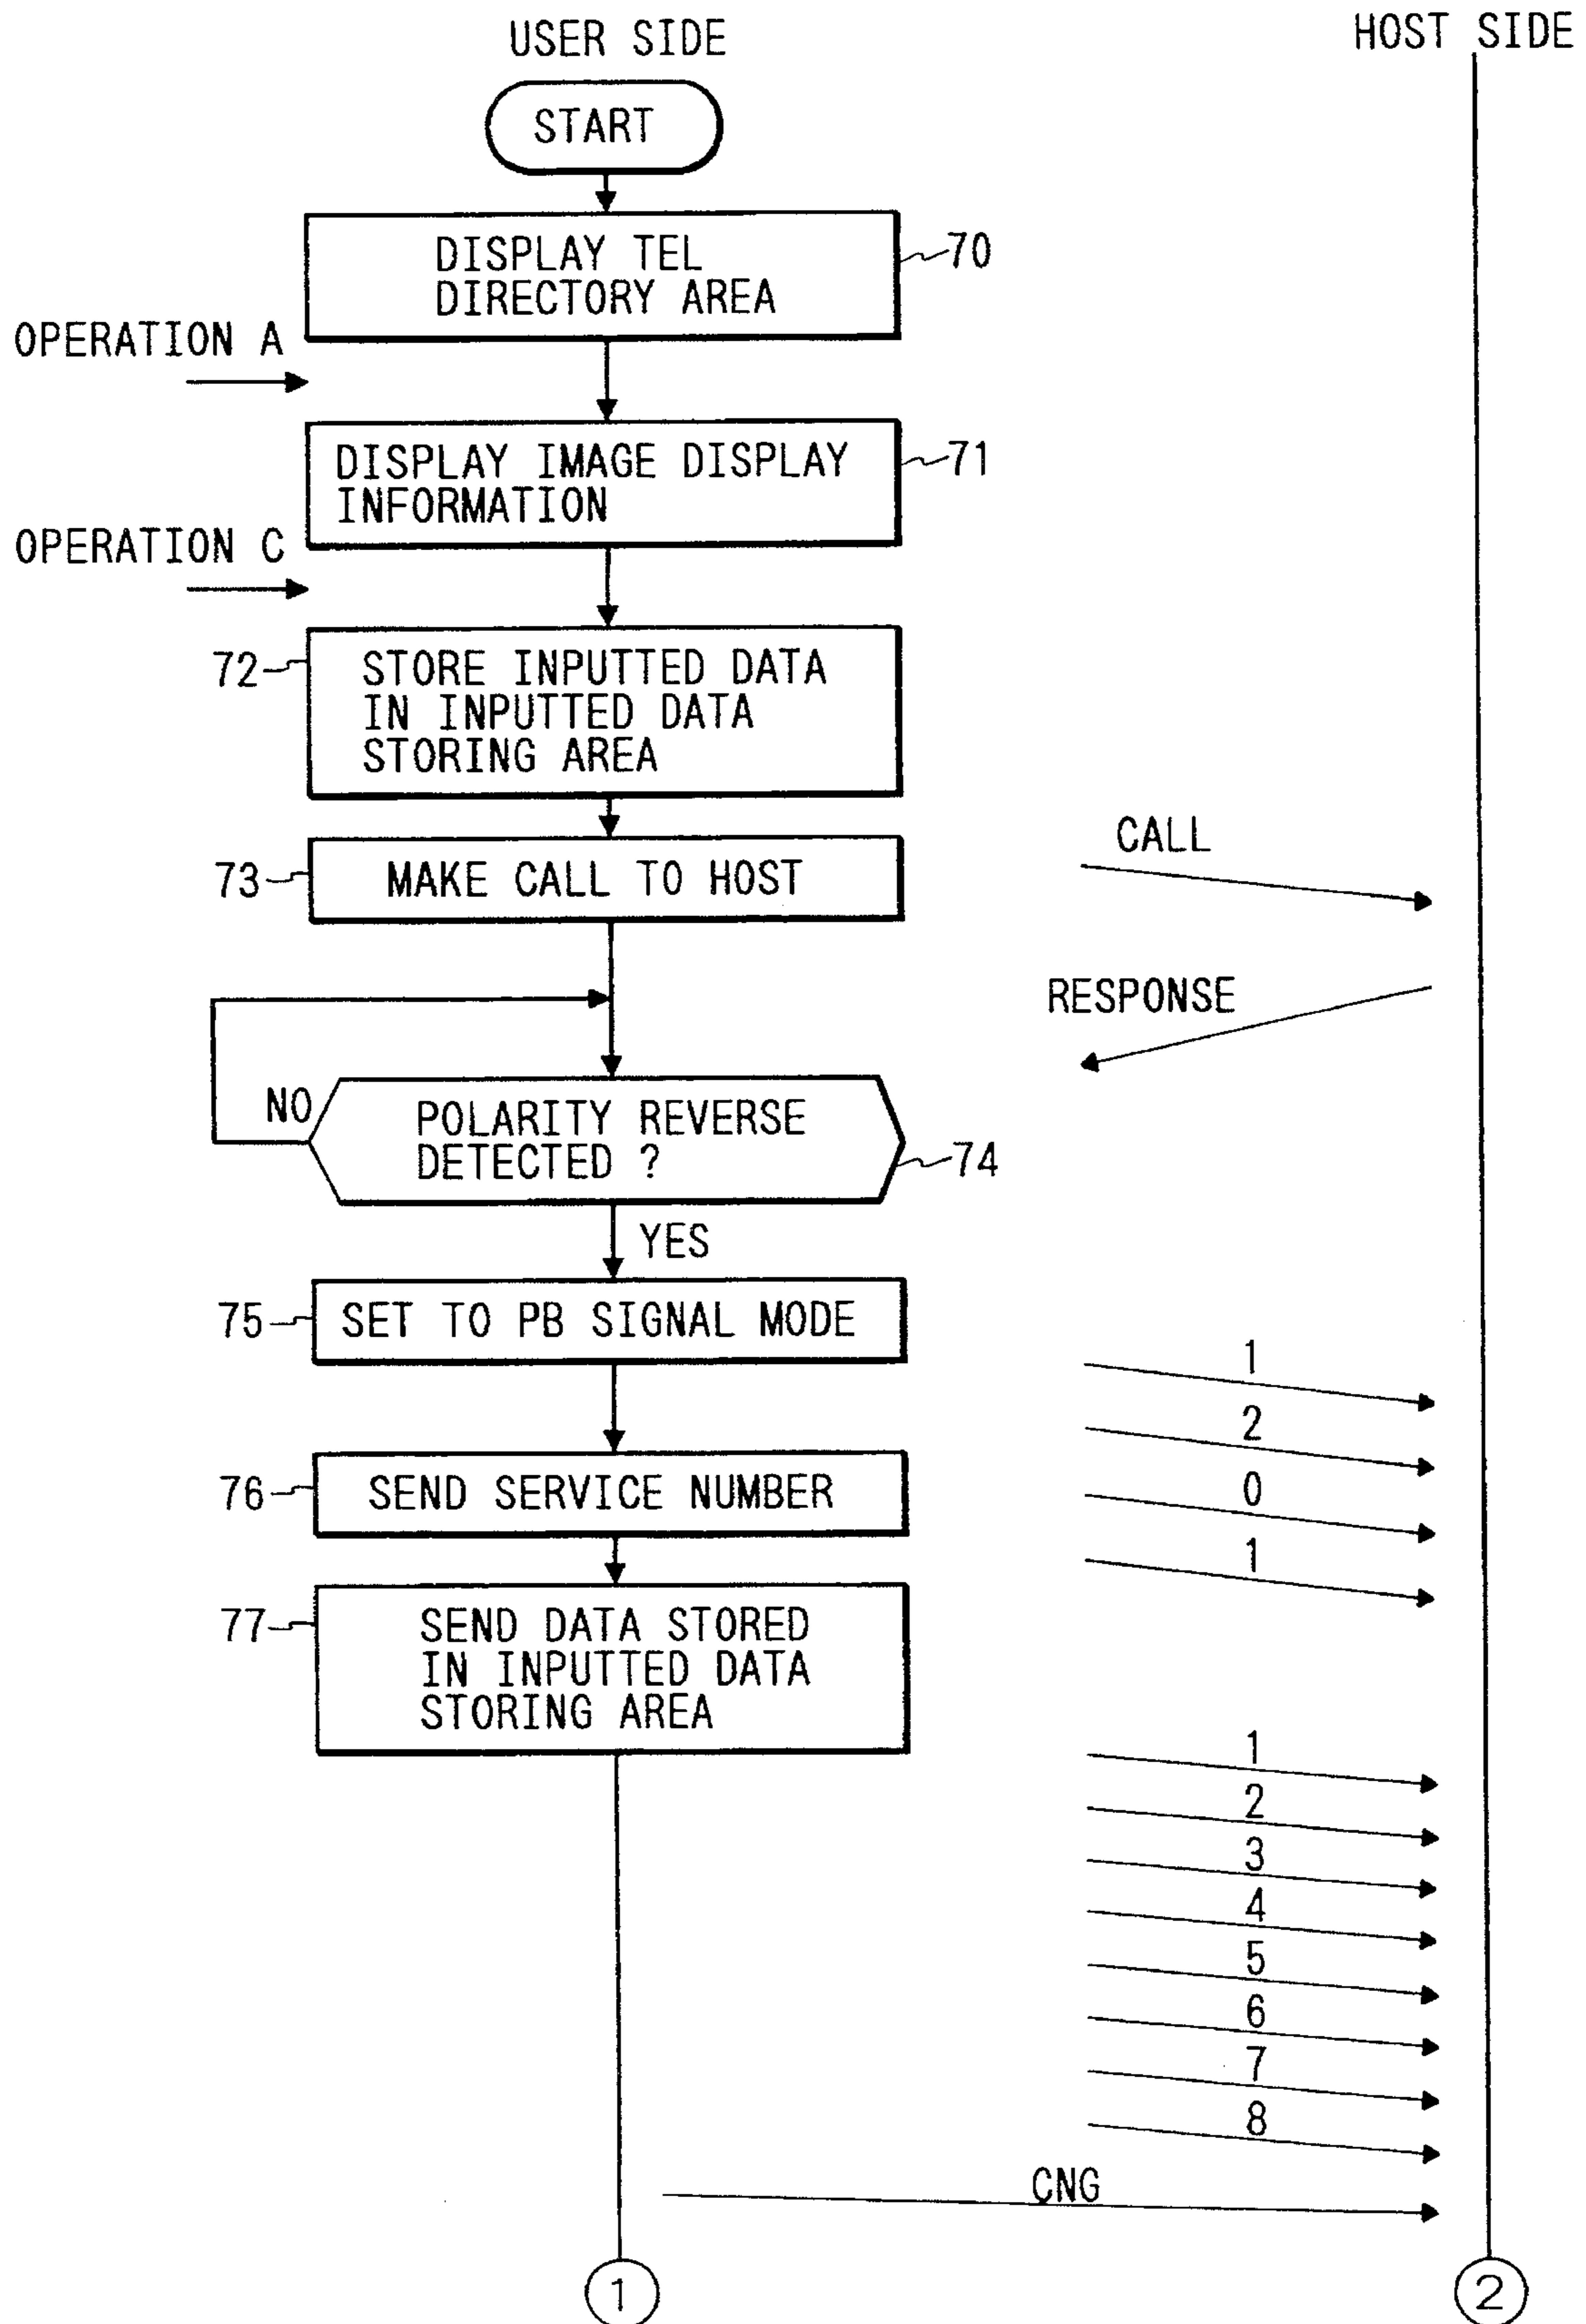 USER SIDE
HOST SIDE
START
DISPLAY TEL
DIRECTORY AREA
70
OPERATION A
DISPLAY IMAGE DISPLAY
INFORMATION
71
OPERATION C
72
STORE INPUTTED DATA
IN INPUTTED DATA
STORING AREA
73
MAKE CALL TO HOST
CALL
RESPONSE
NO
POLARITY REVERSE
DETECTED ?
74
YES
75
SET TO PB SIGNAL MODE
1
2
76
SEND SERVICE NUMBER
0
1
77
SEND DATA STORED
IN INPUTTED DATA
STORING AREA
1
2
3
4
5
6
7
8
CNG
1
2